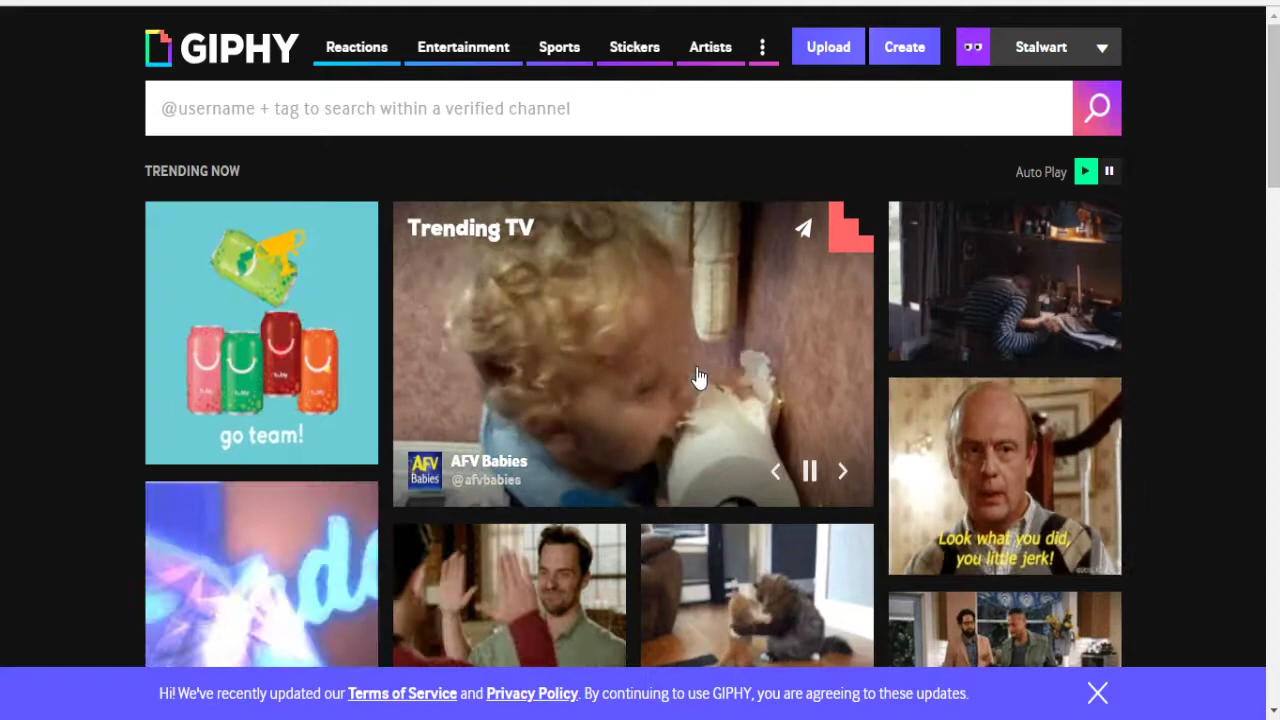 GIPHY
Reactions
Entertainment
Sports
Stickers
Artists
Upload
Create
Stalwart
@username + tag to search within a verified channel
TRENDING NOW
Auto Play
Trending TV
go team!
AFV Babies
AFV Babies
@afvbabies
Look what you did,
you little jerk!
Hi! We've recently updated our Terms of Service and Privacy Policy. By continuing to use GIPHY, you are agreeing to these updates.